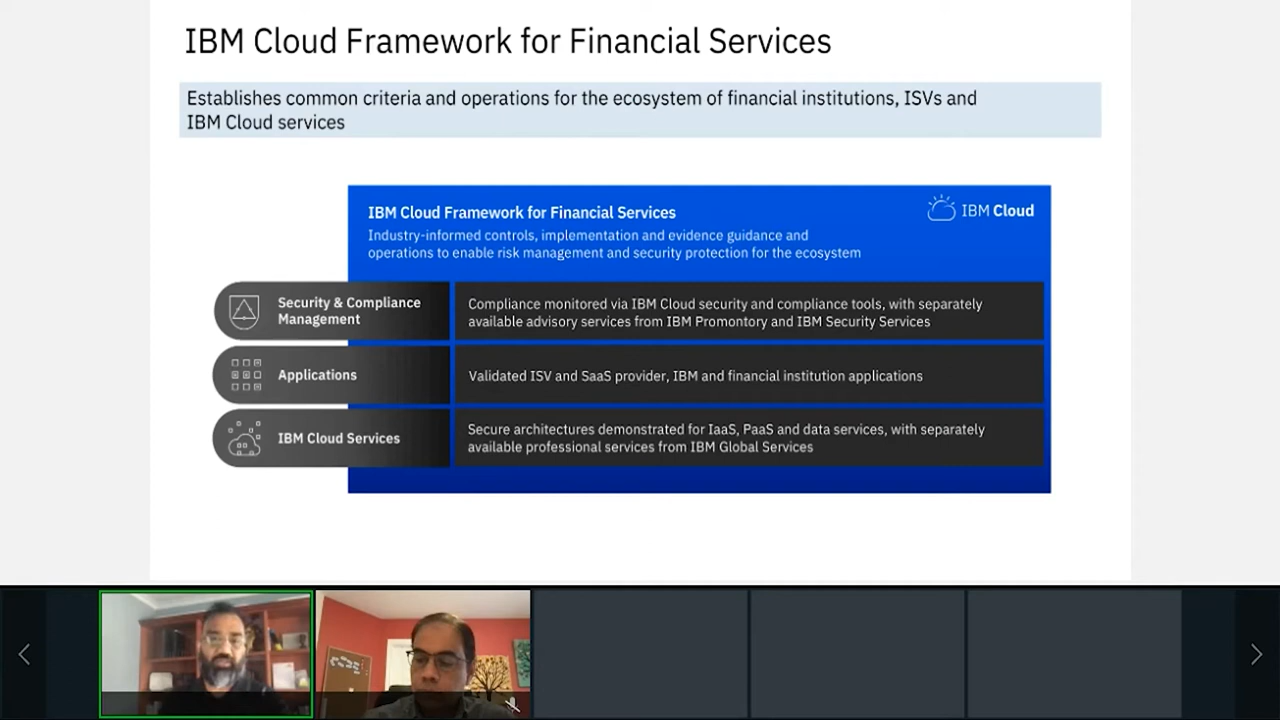 IBM Cloud Framework for Financial Services
Establishes common criteria and operations for the ecosystem of financial institutions, ISVs and
IBM Cloud services
IBM Cloud Framework for Financial Services
IBM Cloud
Industry-informed controls, implementation and evidence guidance and
operations to enable risk management and security protection for the ecosystem
Security & Compliance
Management
Compliance monitored via IBM Cloud security and compliance tools, with separately
available advisory services from IBM Promontory and IBM Security Services
Applications
Validated ISV and SaaS provider, IBM and financial institution applications
IBM Cloud Services
Secure architectures demonstrated for IaaS, PaaS and data services, with separately
available professional services from IBM Global Services